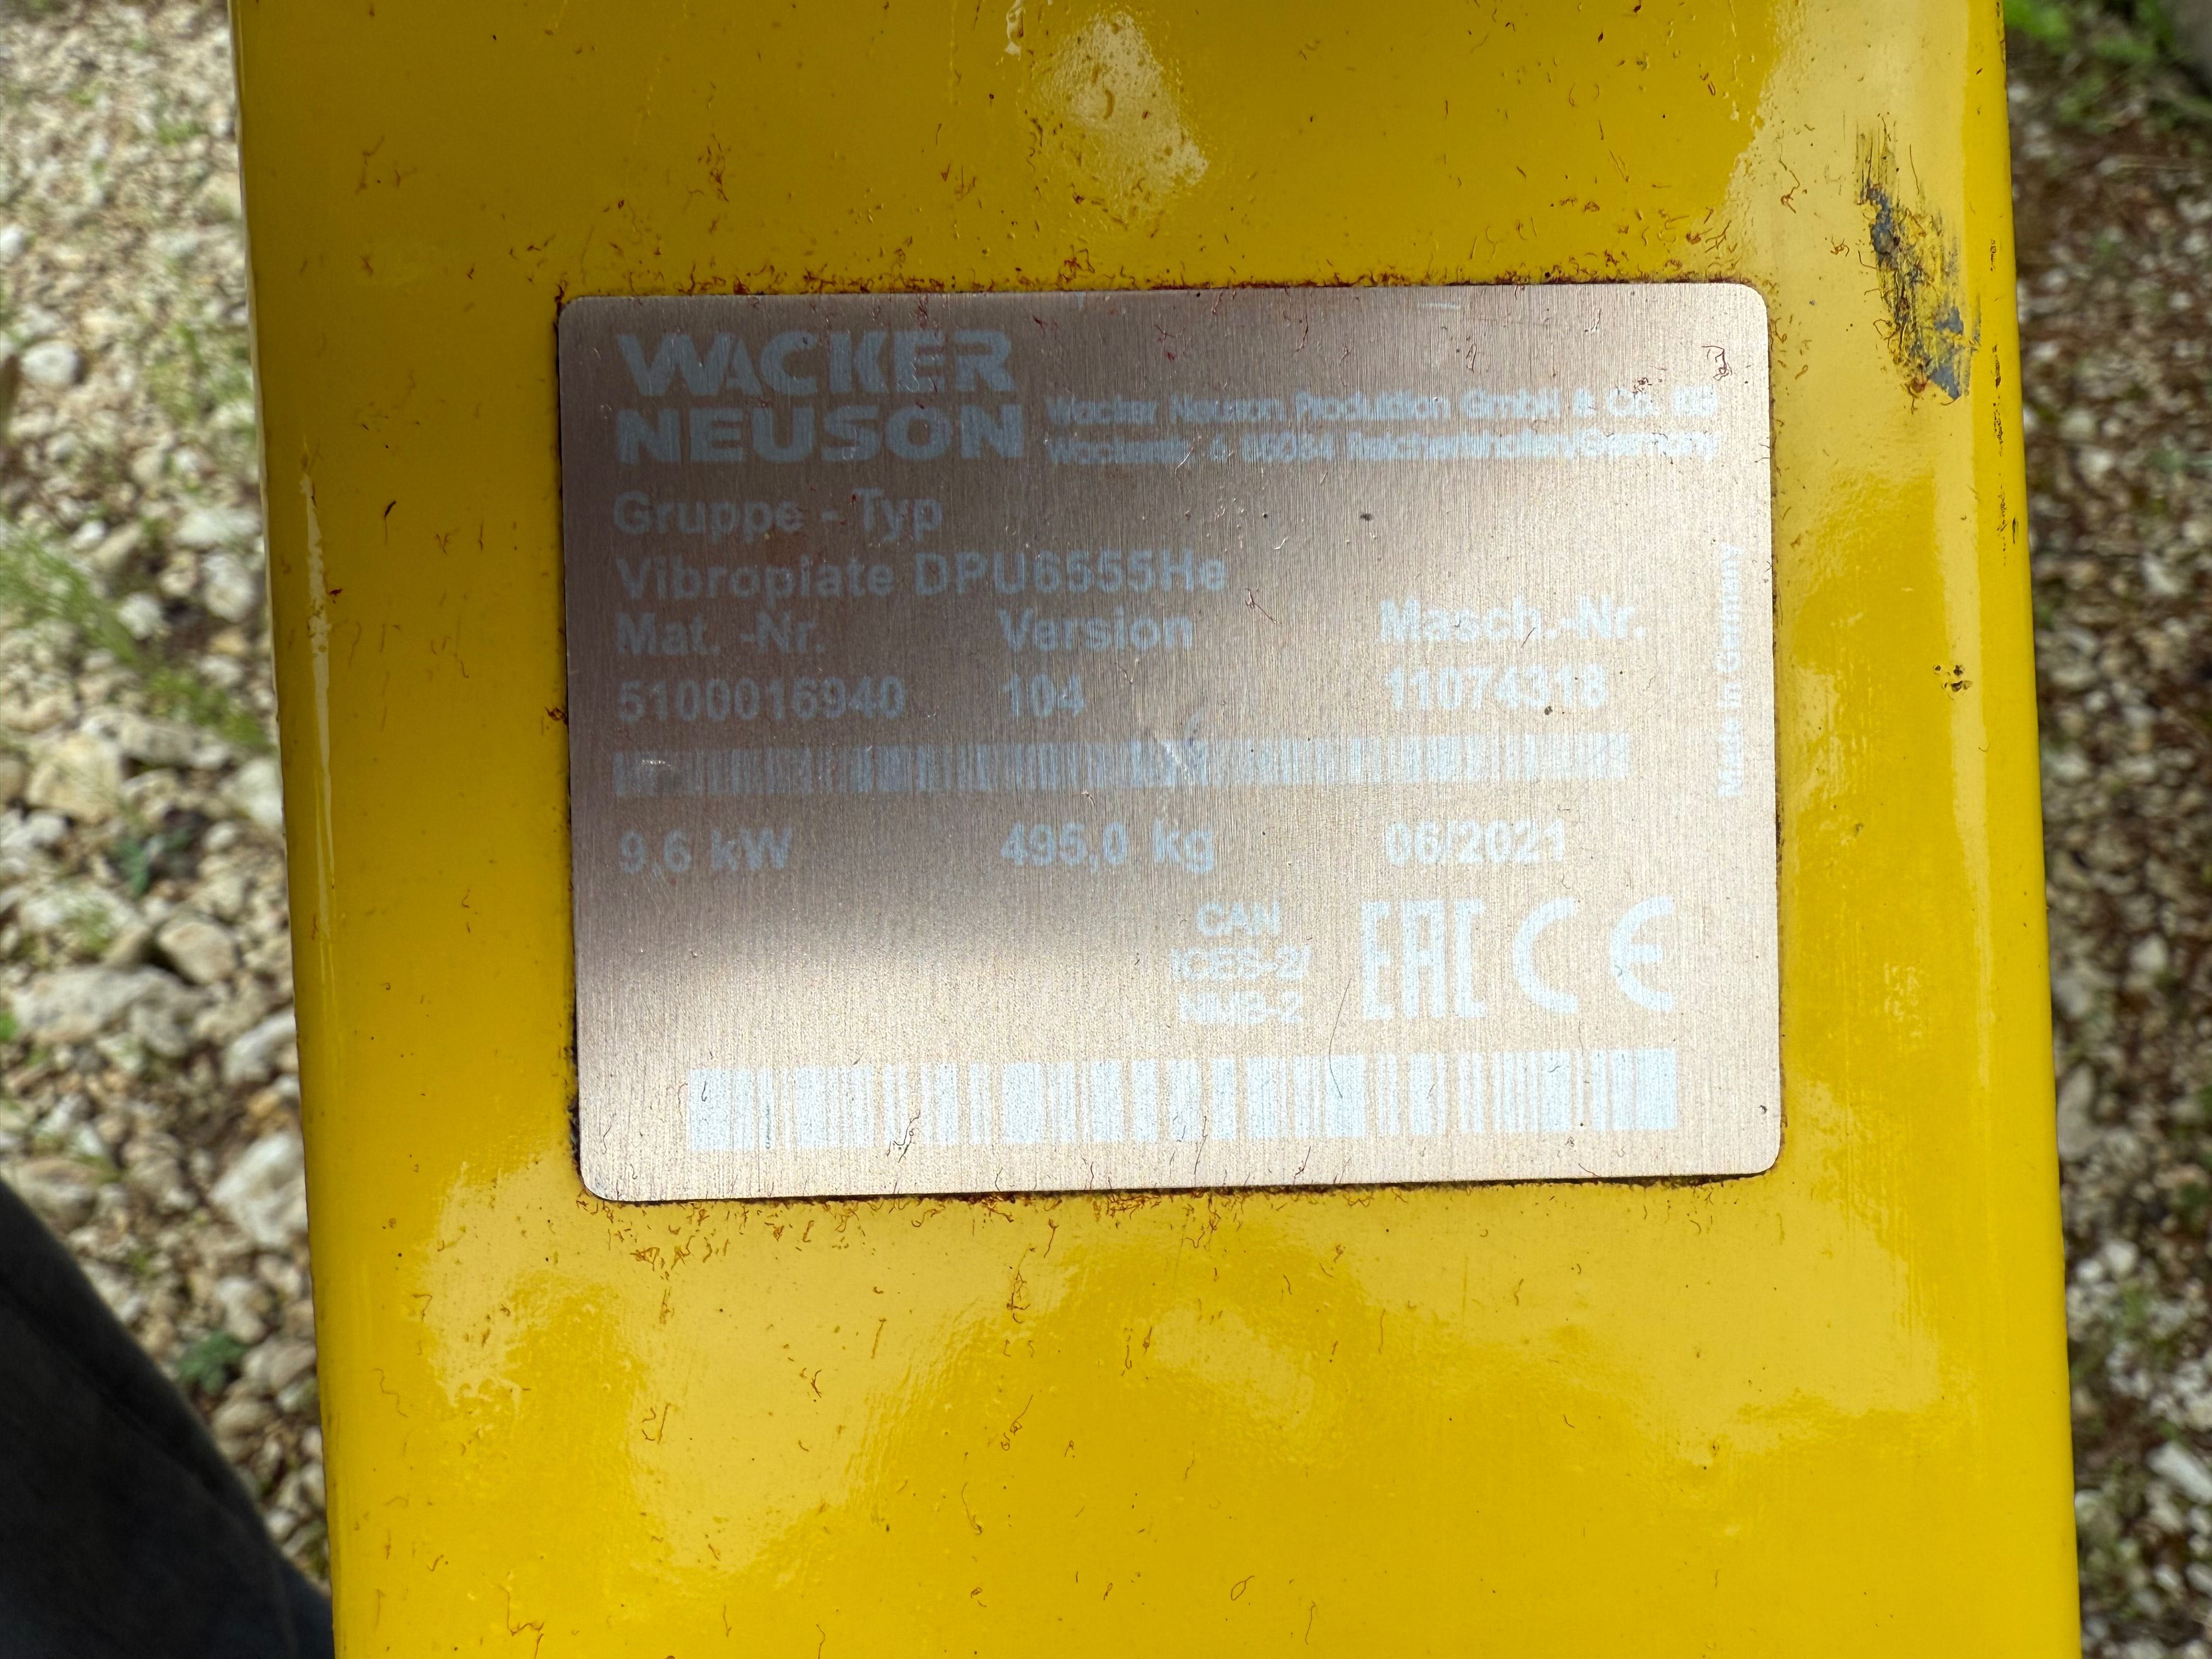 WACKER
NEUSON
Wacker Neuson Produktion GmbH & Co. KG
Wackerstr. 6 85084 Reichertshofen/Germany
Gruppe - Typ
Vibroplate DPU6555He
Mat. -Nr. Version Masch.-Nr.
5100016940 104 11074318
9,6 kW 495,0 kg 06/2021
Made in Germany
CAN
ICES-2/
NMB-2
EAC CE